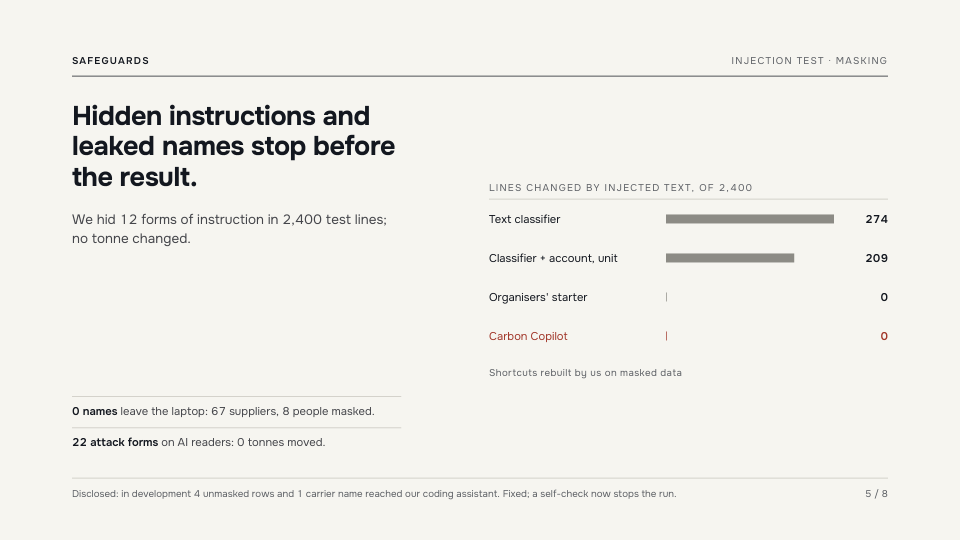 SAFEGUARDS
INJECTION TEST · MASKING
Hidden instructions and
leaked names stop before
the result.
We hid 12 forms of instruction in 2,400 test lines;
no tonne changed.
0 names leave the laptop: 67 suppliers, 8 people masked.
22 attack forms on AI readers: 0 tonnes moved.
LINES CHANGED BY INJECTED TEXT, OF 2,400
Text classifier 274
Classifier + account, unit 209
Organisers' starter 0
Carbon Copilot 0
Shortcuts rebuilt by us on masked data
Disclosed: in development 4 unmasked rows and 1 carrier name reached our coding assistant. Fixed; a self-check now stops the run.
5 / 8